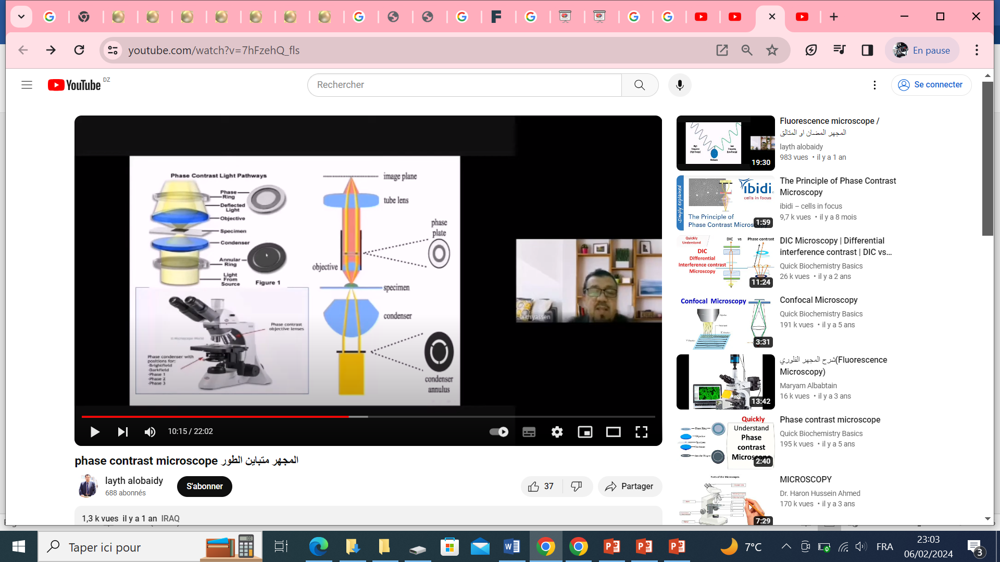 youtube.com/watch?v=7hFzehQ_fls
En pause
YouTube DZ
Rechercher
Se connecter
Phase Contrast Light Pathways
Phase Ring
Deflected Light
Objective
Specimen
Condenser
Annular Ring
Light From Source
Figure 1
Phase contrast objective lenses
Phase condenser with positions for:
-Brightfield
-Darkfield
-Phase 1
-Phase 2
-Phase 3
image plane
tube lens
phase plate
objective
specimen
condenser
condenser annulus
laith yassen
10:15 / 22:02
phase contrast microscope المجهر متباين الطور
layth alobaidy
688 abonnés
S'abonner
37
Partager
1,3 k vues il y a 1 an IRAQ
19:30
Fluorescence microscope /
المجهر المضان او المتالق
layth alobaidy
983 vues • il y a 1 an
simply explained
ibidi
cells in focus
The Principle of
Phase Contrast Microscopy
1:59
The Principle of Phase Contrast
Microscopy
ibidi – cells in focus
9,7 k vues • il y a 8 mois
Quickly
Understand
DIC vs Phase contrast
DIC
Differential
Interference contrast
Microscopy
11:24
DIC Microscopy | Differential
interference contrast | DIC vs...
Quick Biochemistry Basics
26 k vues • il y a 2 ans
Confocal Microscopy
3:31
Confocal Microscopy
Quick Biochemistry Basics
191 k vues • il y a 5 ans
13:42
شرح المجهر الفلوري(Fluorescence
Microscopy)
Maryam Albabtain
16 k vues • il y a 3 ans
Quickly
Understand
Phase
contrast
Microscope
2:40
Phase contrast microscope
Quick Biochemistry Basics
195 k vues • il y a 5 ans
Parts of the Microscopes
7:29
MICROSCOPY
Dr. Haron Hussein Ahmed
170 k vues • il y a 3 ans
Taper ici pour
7°C
FRA
23:03
06/02/2024
3